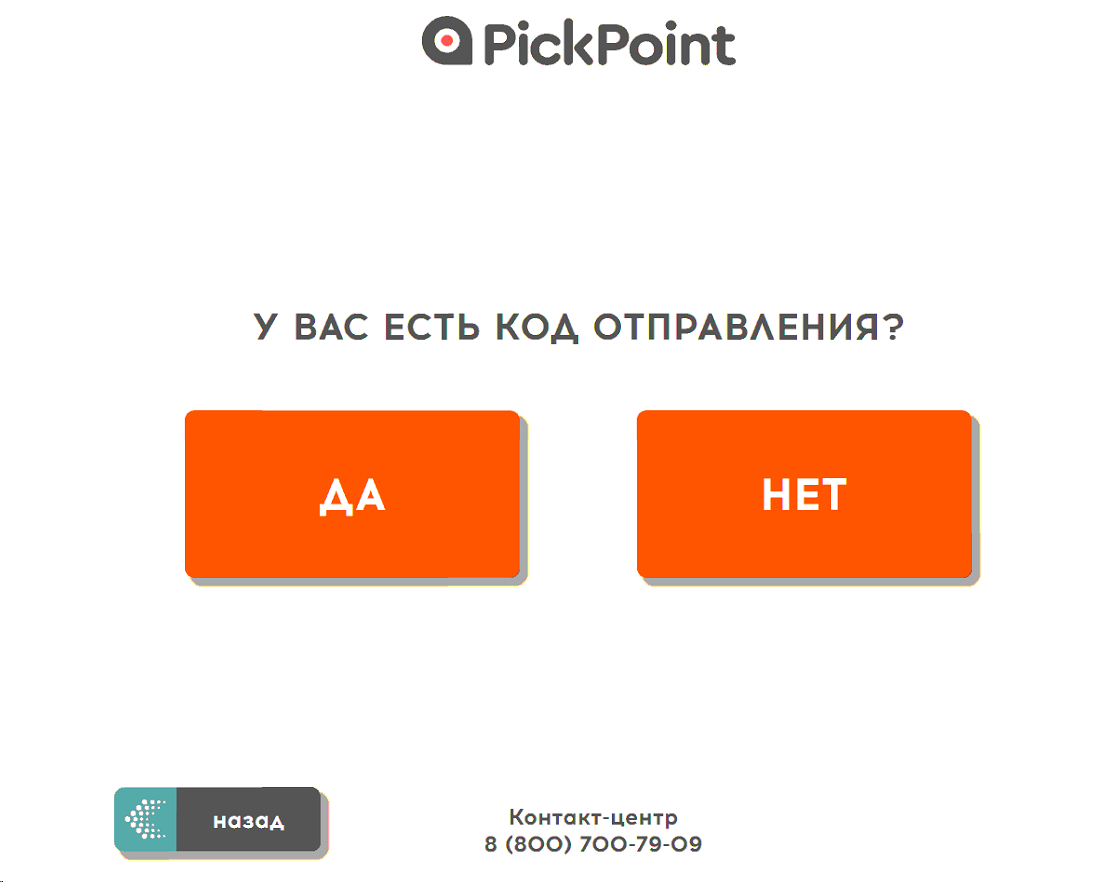 PickPoint
У ВАС ЕСТЬ КОД ОТПРАВЛЕНИЯ?
ДА
НЕТ
назад
Контакт-центр
8 (800) 700-79-09